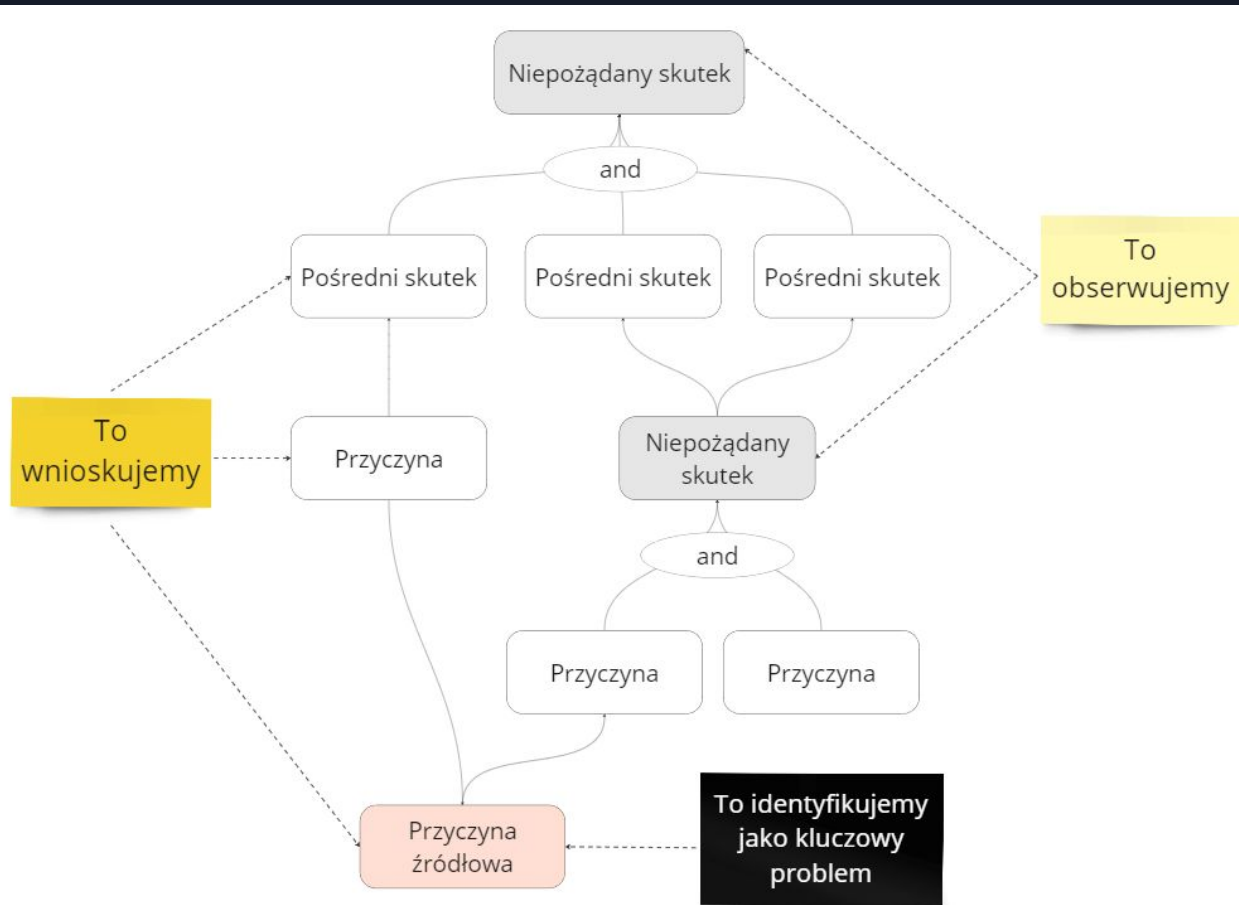 Niepożądany skutek
and
Pośredni skutek
Pośredni skutek
Pośredni skutek
To
obserwujemy
To
wnioskujemy
Przyczyna
Niepożądany
skutek
and
Przyczyna
Przyczyna
Przyczyna
źródłowa
To identyfikujemy
jako kluczowy
problem